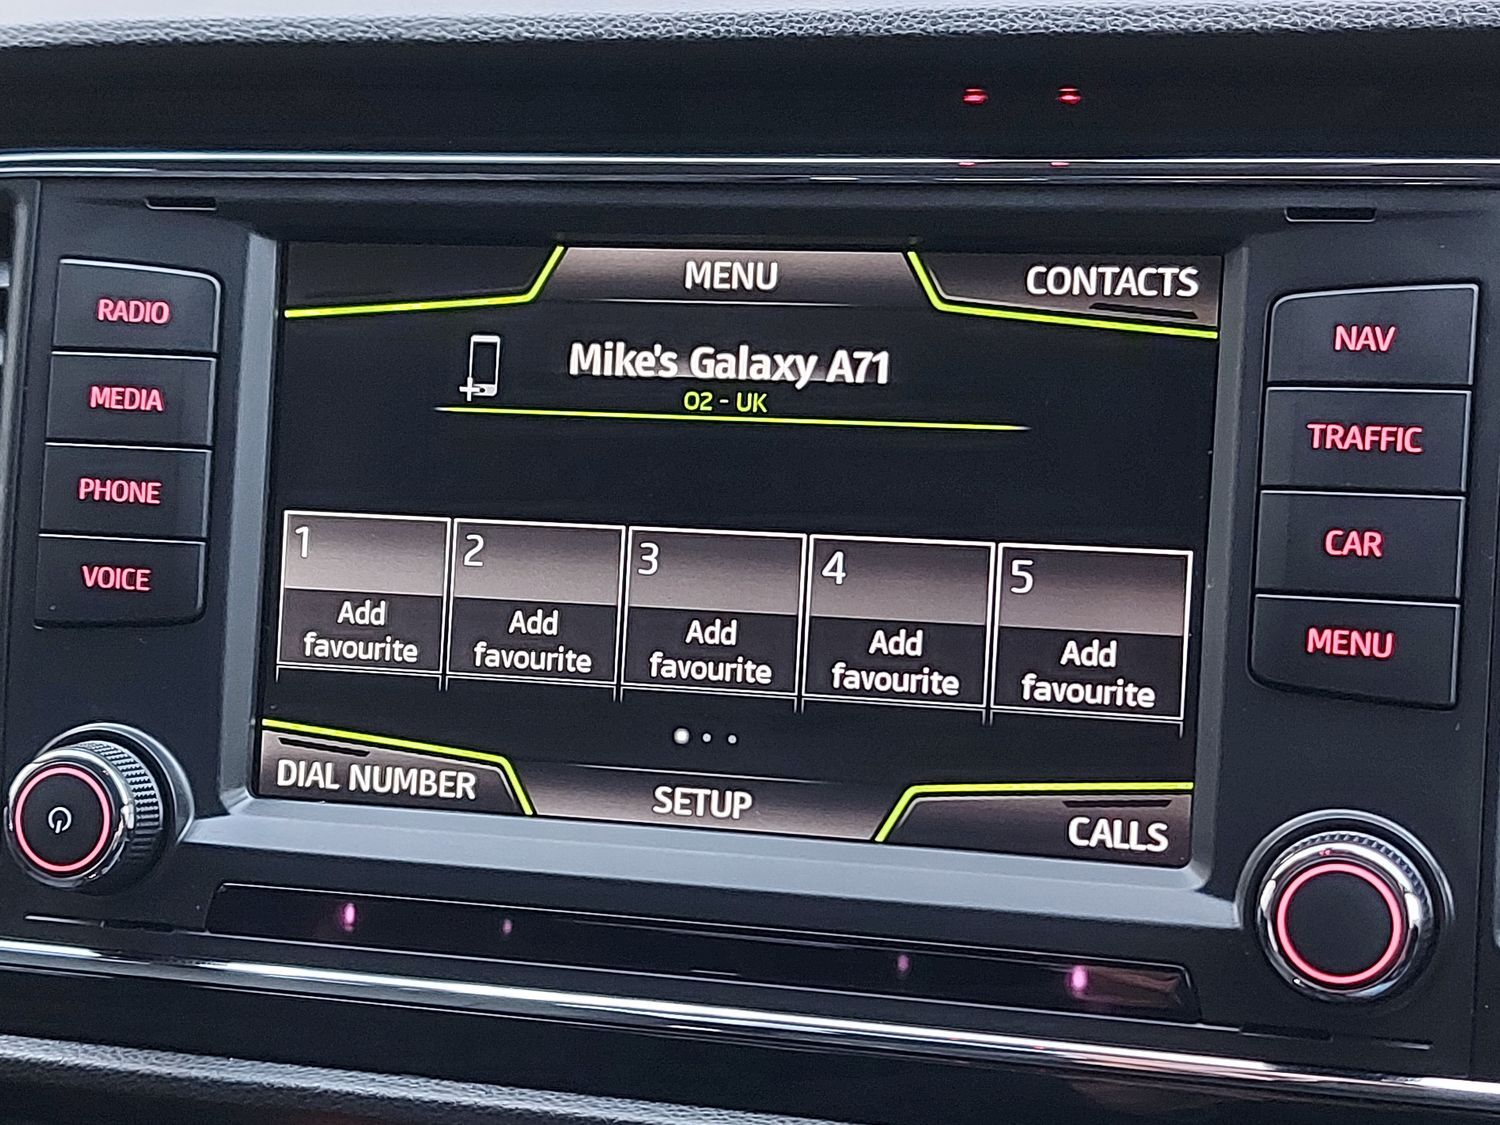 MENU
CONTACTS
RADIO
MEDIA
PHONE
VOICE
Mike's Galaxy A71
O2 - UK
1
Add
favourite
2
Add
favourite
3
Add
favourite
4
Add
favourite
5
Add
favourite
DIAL NUMBER
SETUP
CALLS
NAV
TRAFFIC
CAR
MENU